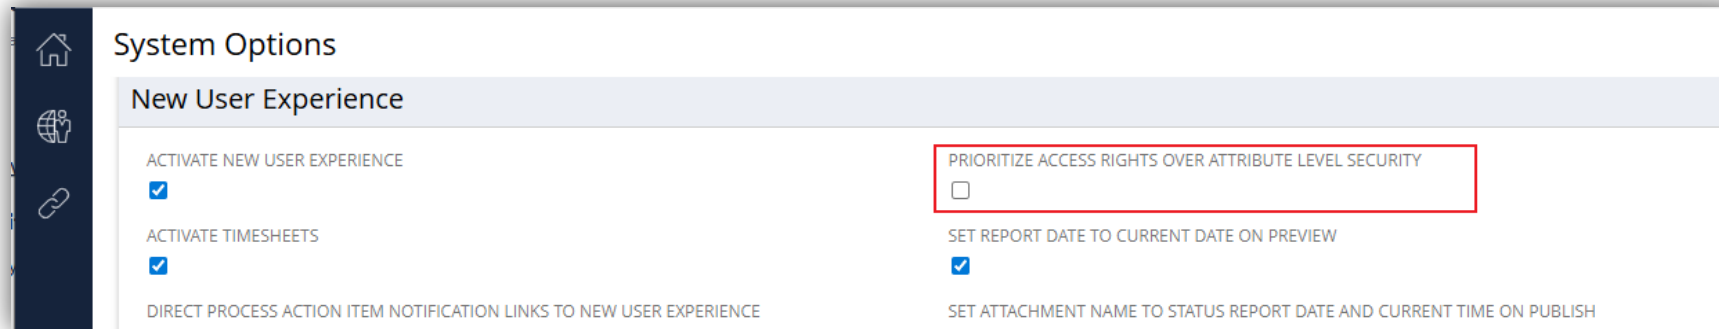 System Options
New User Experience
ACTIVATE NEW USER EXPERIENCE
PRIORITIZE ACCESS RIGHTS OVER ATTRIBUTE LEVEL SECURITY
ACTIVATE TIMESHEETS
SET REPORT DATE TO CURRENT DATE ON PREVIEW
DIRECT PROCESS ACTION ITEM NOTIFICATION LINKS TO NEW USER EXPERIENCE
SET ATTACHMENT NAME TO STATUS REPORT DATE AND CURRENT TIME ON PUBLISH